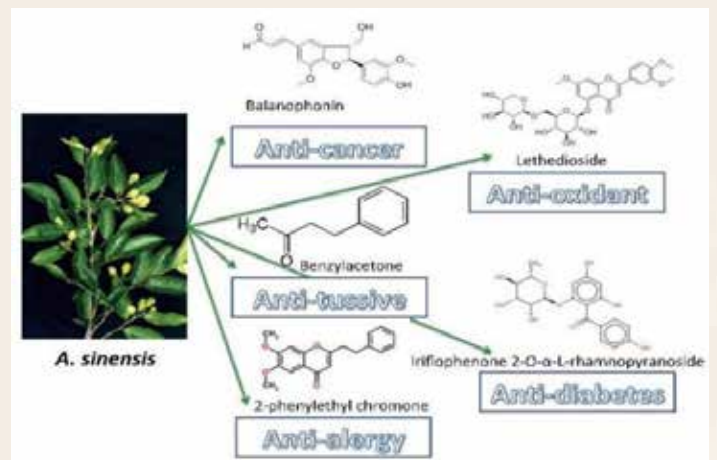 Balanophonin
Anti-cancer
Lethedioside
Anti-oxidant
Benzylacetone
Anti-tussive
A. sinensis
2-phenylethyl chromone
Anti-alergy
Iriflophenone 2-O-α-L-rhamnopyranoside
Anti-diabetes